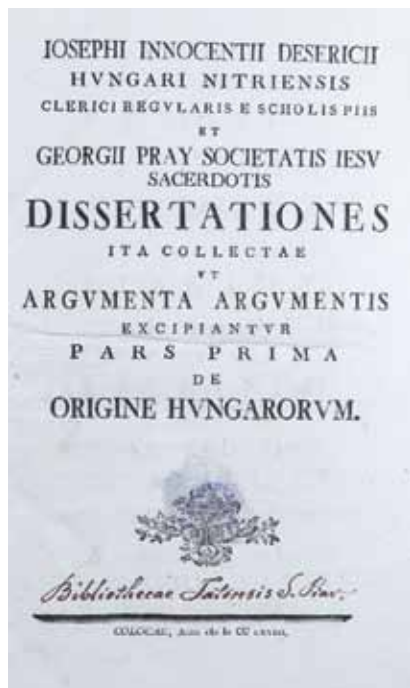 IOSEPHI INNOCENTII DESERICII
HVNGARI NITRIENSIS
CLERICI REGVLARIS E SCHOLIS PIIS
ET
GEORGII PRAY SOCIETATIS IESV
SACERDOTIS
DISSERTATIONES
ITA COLLECTAE
VT
ARGVMENTA ARGVMENTIS
EXCIPIANTVR
PARS PRIMA
DE
ORIGINE HVNGARORVM.
Bibliothecae Tatensis S. Piar.
COLOCAE, Anno